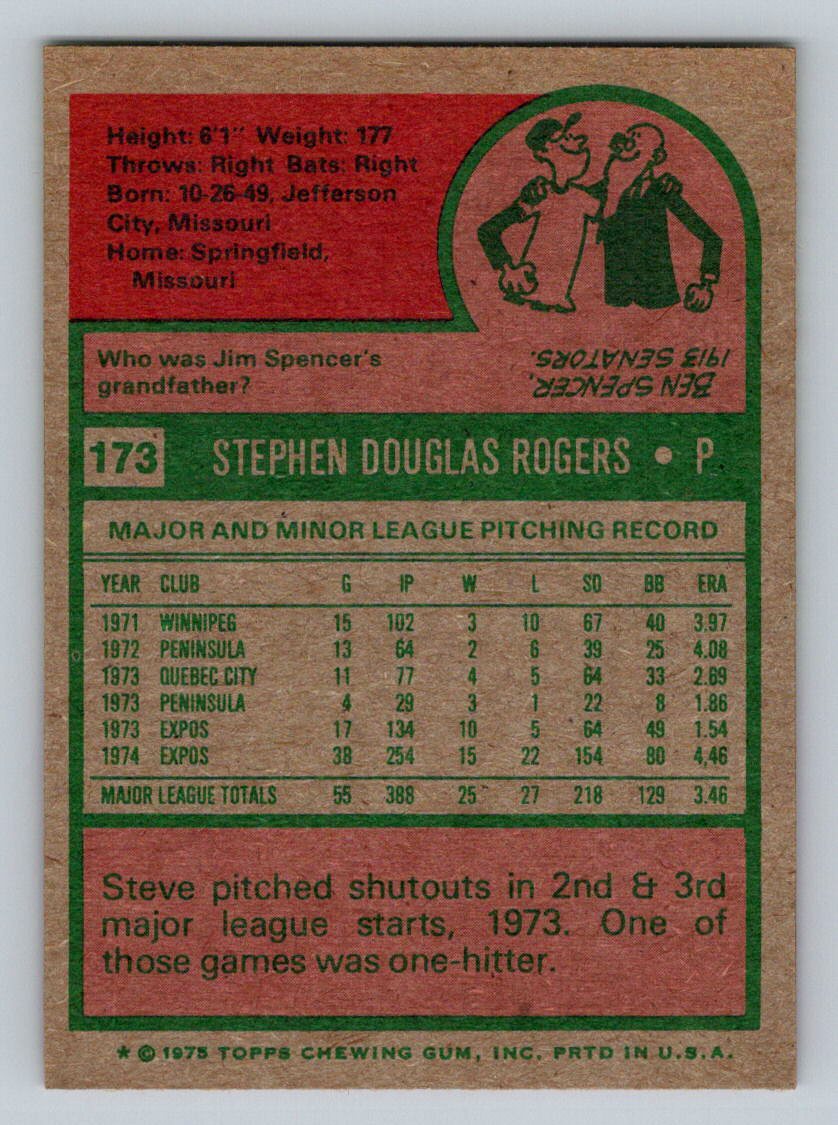 Height: 6'1" Weight: 177
Throws: Right Bats: Right
Born: 10-26-49, Jefferson
City, Missouri
Home: Springfield,
Missouri
Who was Jim Spencer's
grandfather?
BEN SPENCER,
1913 SENATORS.
173 STEPHEN DOUGLAS ROGERS • P
MAJOR AND MINOR LEAGUE PITCHING RECORD
YEAR CLUB G IP W L SO BB ERA
1971 WINNIPEG 15 102 3 10 67 40 3.97
1972 PENINSULA 13 64 2 6 39 25 4.08
1973 QUEBEC CITY 11 77 4 5 64 33 2.69
1973 PENINSULA 4 29 3 1 22 8 1.86
1973 EXPOS 17 134 10 5 64 49 1.54
1974 EXPOS 38 254 15 22 154 80 4.46
MAJOR LEAGUE TOTALS 55 388 25 27 218 129 3.46
Steve pitched shutouts in 2nd & 3rd
major league starts, 1973. One of
those games was one-hitter.
* © 1975 TOPPS CHEWING GUM, INC. PRTD IN U.S.A.